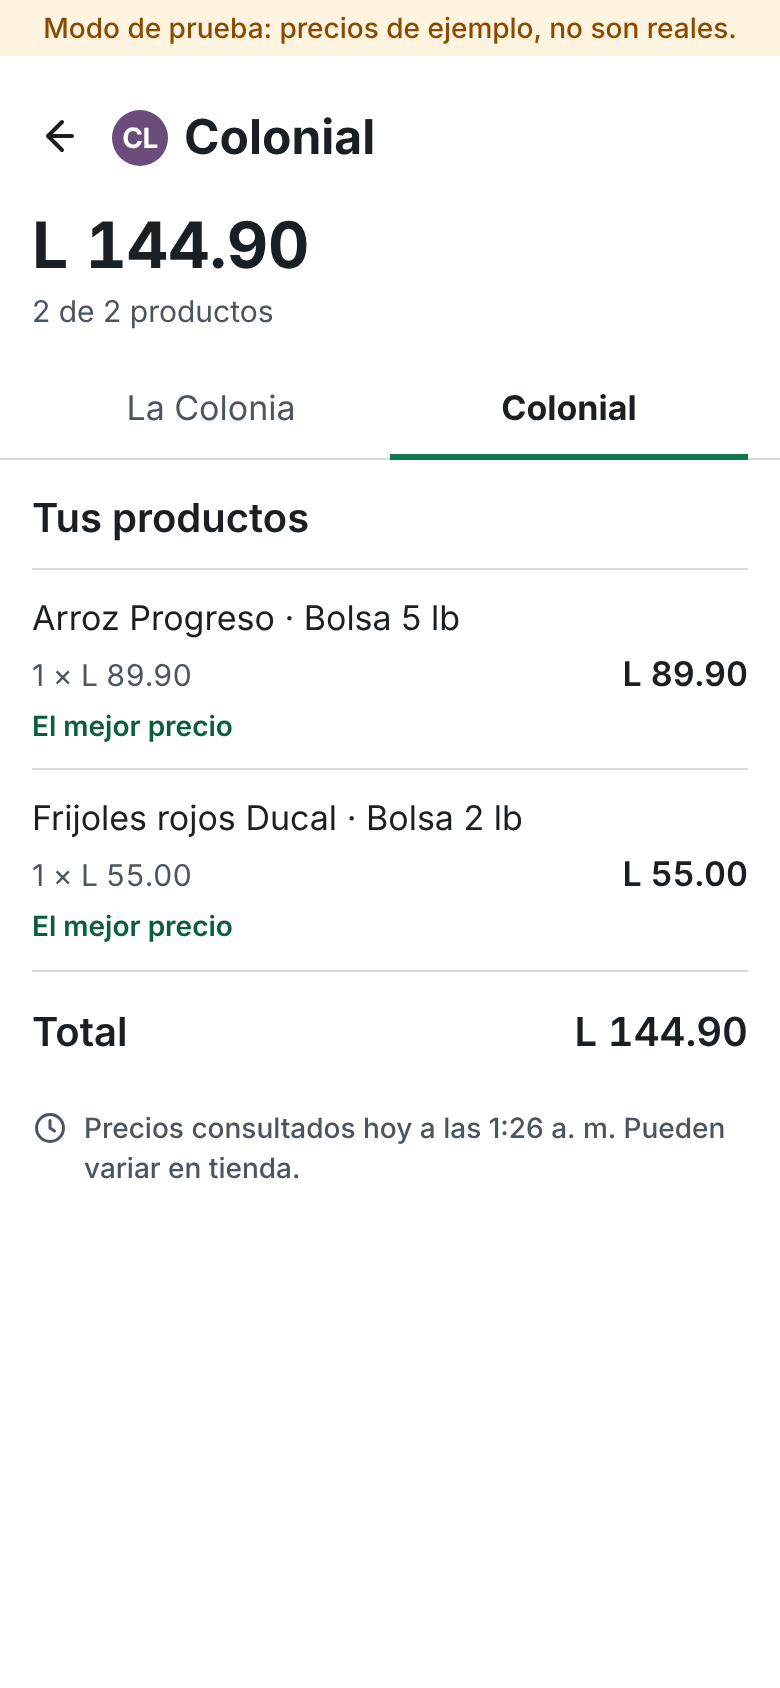 Modo de prueba: precios de ejemplo, no son reales.
CL Colonial
L 144.90
2 de 2 productos
La Colonia Colonial
Tus productos
Arroz Progreso · Bolsa 5 lb
1 × L 89.90 L 89.90
El mejor precio
Frijoles rojos Ducal · Bolsa 2 lb
1 × L 55.00 L 55.00
El mejor precio
Total L 144.90
Precios consultados hoy a las 1:26 a. m. Pueden
variar en tienda.